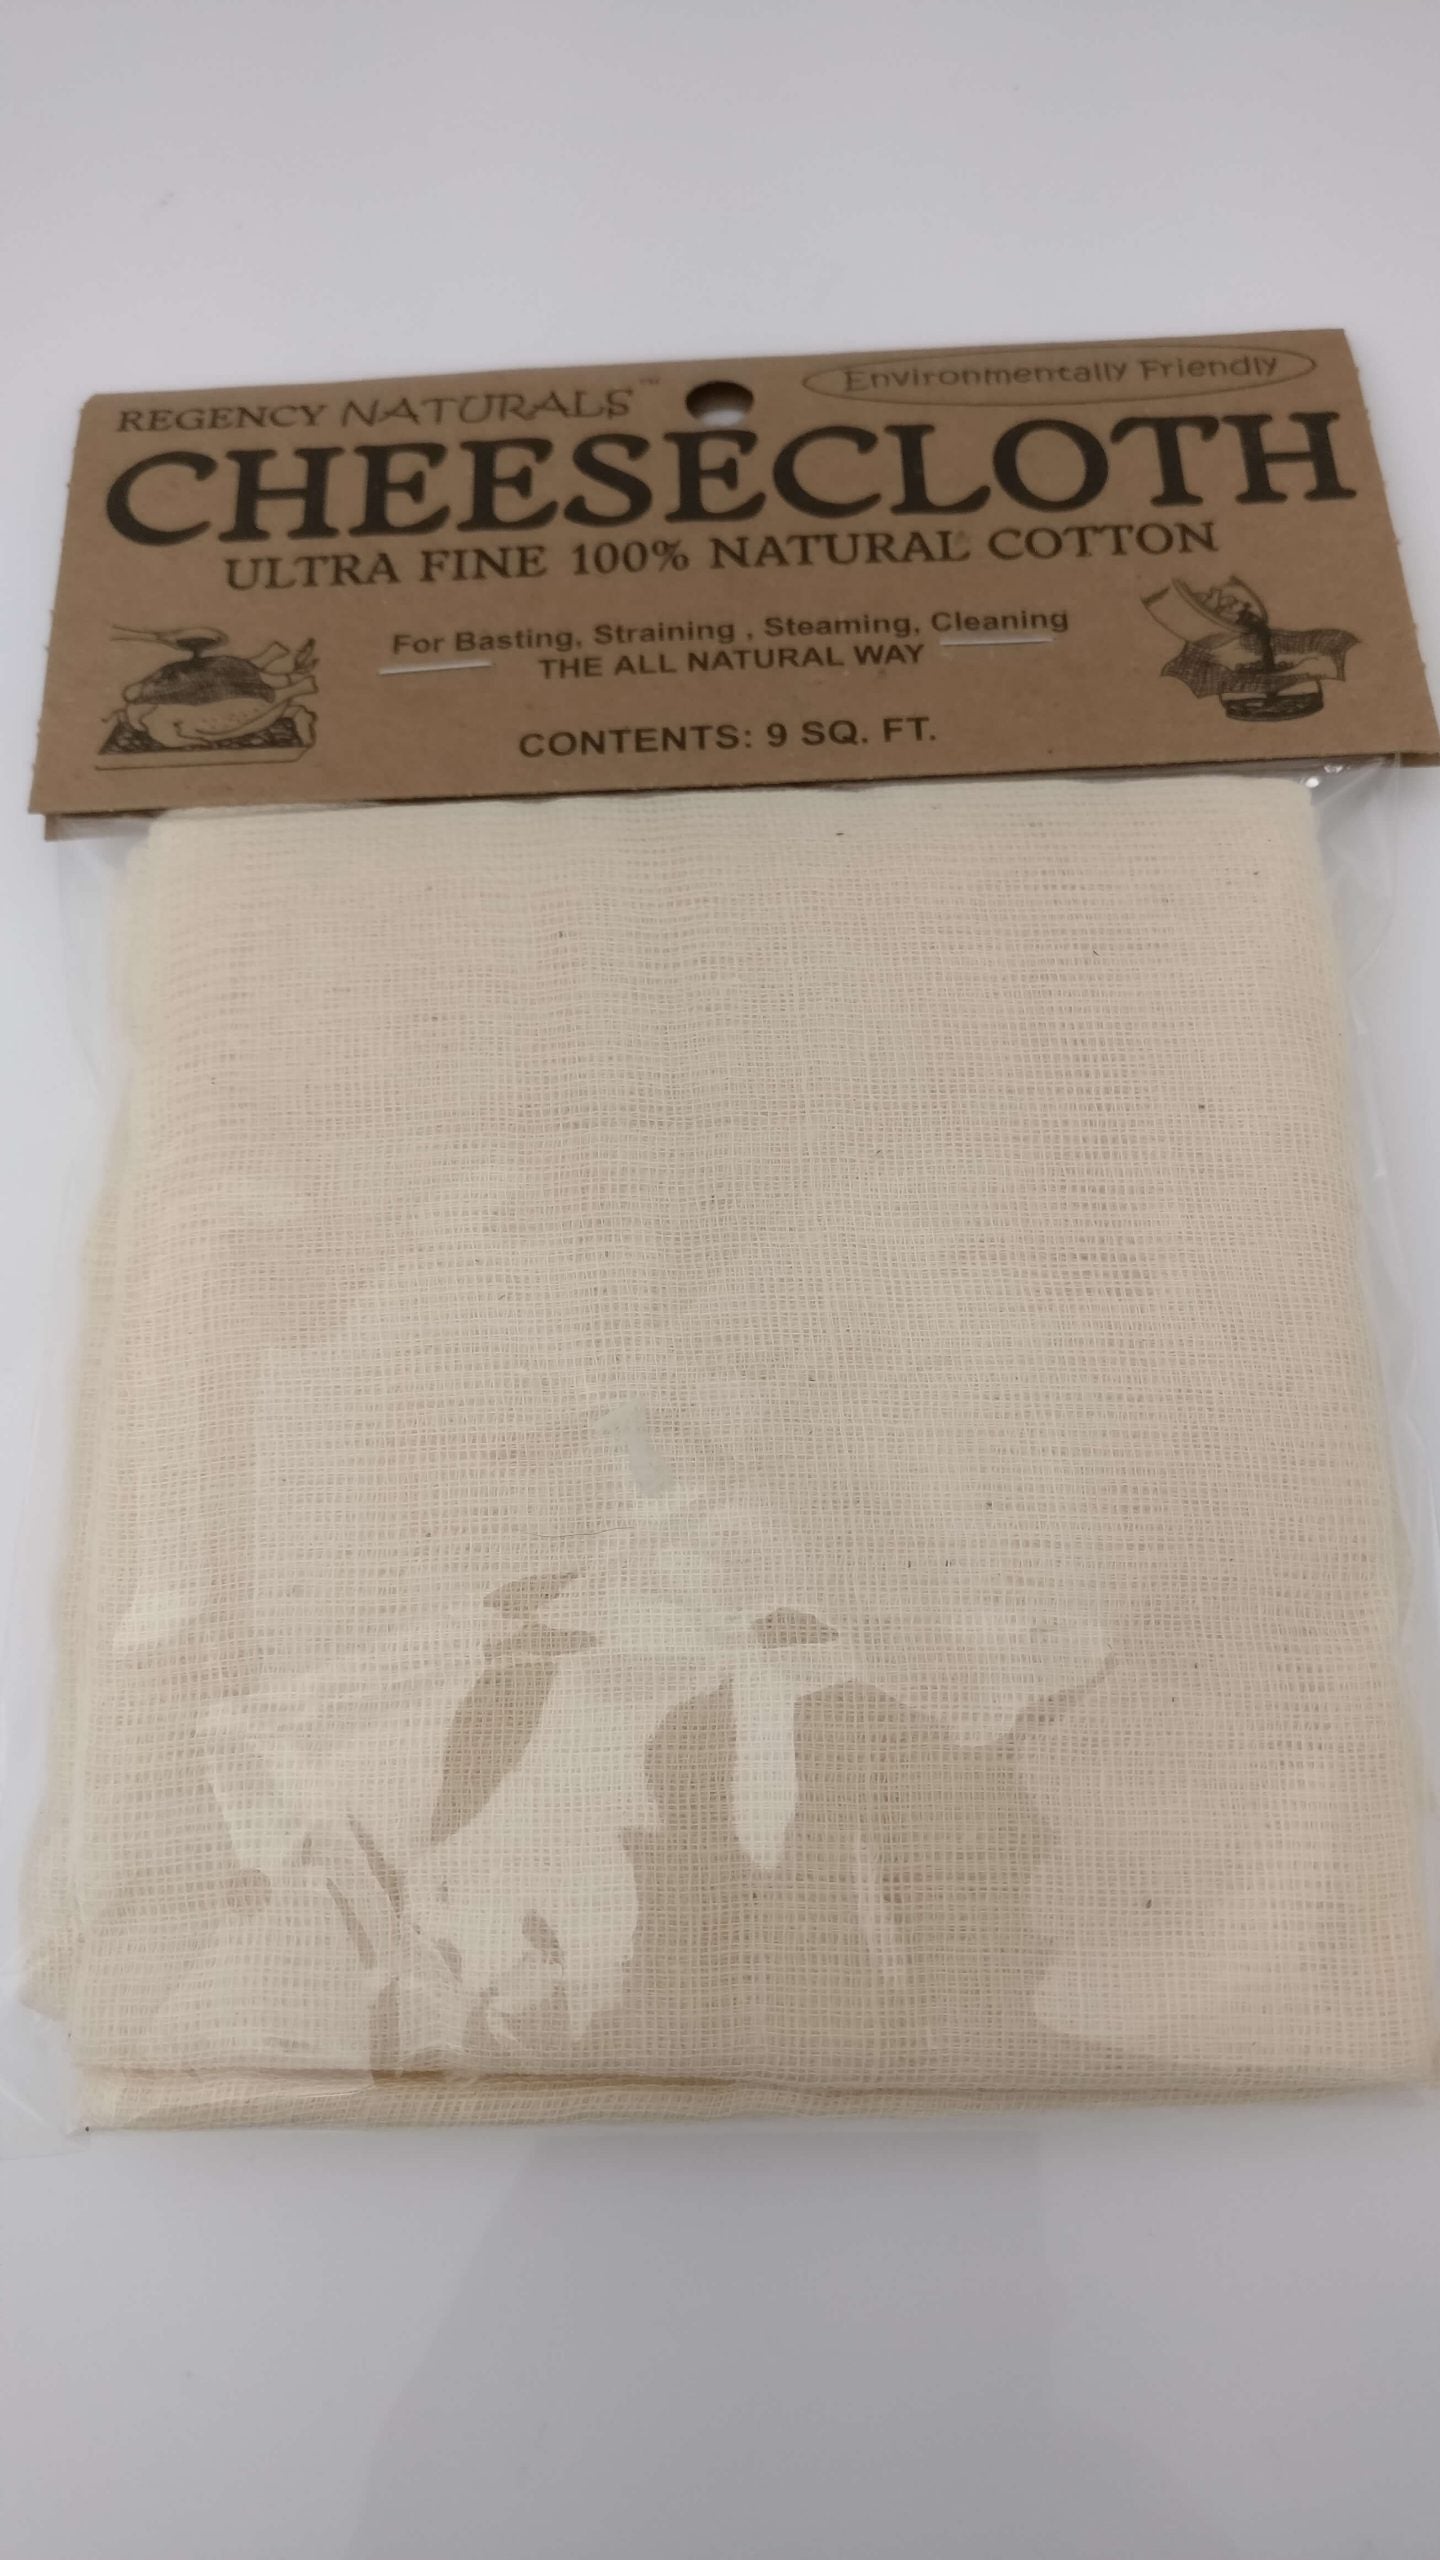 REGENCY NATURALS™
Environmentally Friendly
CHEESECLOTH
ULTRA FINE 100% NATURAL COTTON
For Basting, Straining , Steaming, Cleaning
THE ALL NATURAL WAY
CONTENTS: 9 SQ. FT.